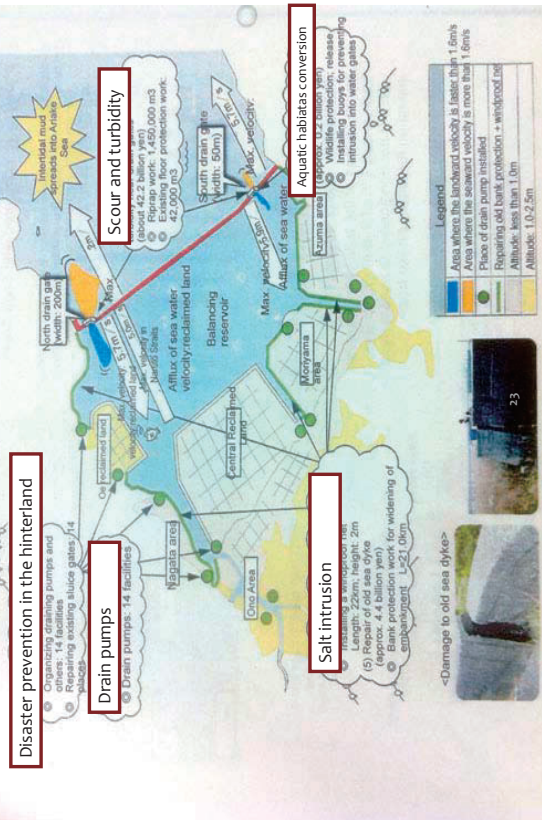 Disaster prevention in the hinterland
Organizing draining pumps and
others: 14 facilities
Repairing existing sluice gates: 14
places
Drain pumps
Drain pumps: 14 facilities
North drain gate
(width: 200m)
Intertidal mud
spreads into Ariake
Sea
Scour and turbidity
(about 42.2 billion yen)
Riprap work: 1,450,000 m3
Existing floor protection work:
42,000 m3
South drain gate
(width: 50m)
Max. velocity:
5.1m/s
Aquatic habiatas conversion
(approx. 0.2 billion yen)
Wildlife protection, release
Installing buoys for preventing
intrusion into water gates
Oe reclaimed land
Max. velocity in
Afflux of sea water
velocity:reclaimed land
Balancing
reservoir
Max. velocity
Afflux of sea water
Azuma area
Moriyama
area
Central Reclaimed
Land
Nagata area
Ono Area
Salt intrusion
Installing a windproof net
Length: 22km; height: 2m
(5) Repair of old sea dyke
(approx. 4.4 billion yen)
Bank protection work for widening of
embankment L=21.0km
Legend
Area where the landward velocity is faster than 1.6m/s
Area where the seaward velocity is more than 1.6m/s
Place of drain pump installed
Repairing old bank protection + windproof net
Altitude: less than 1.0m
Altitude: 1.0-2.5m
<Damage to old sea dyke>
23